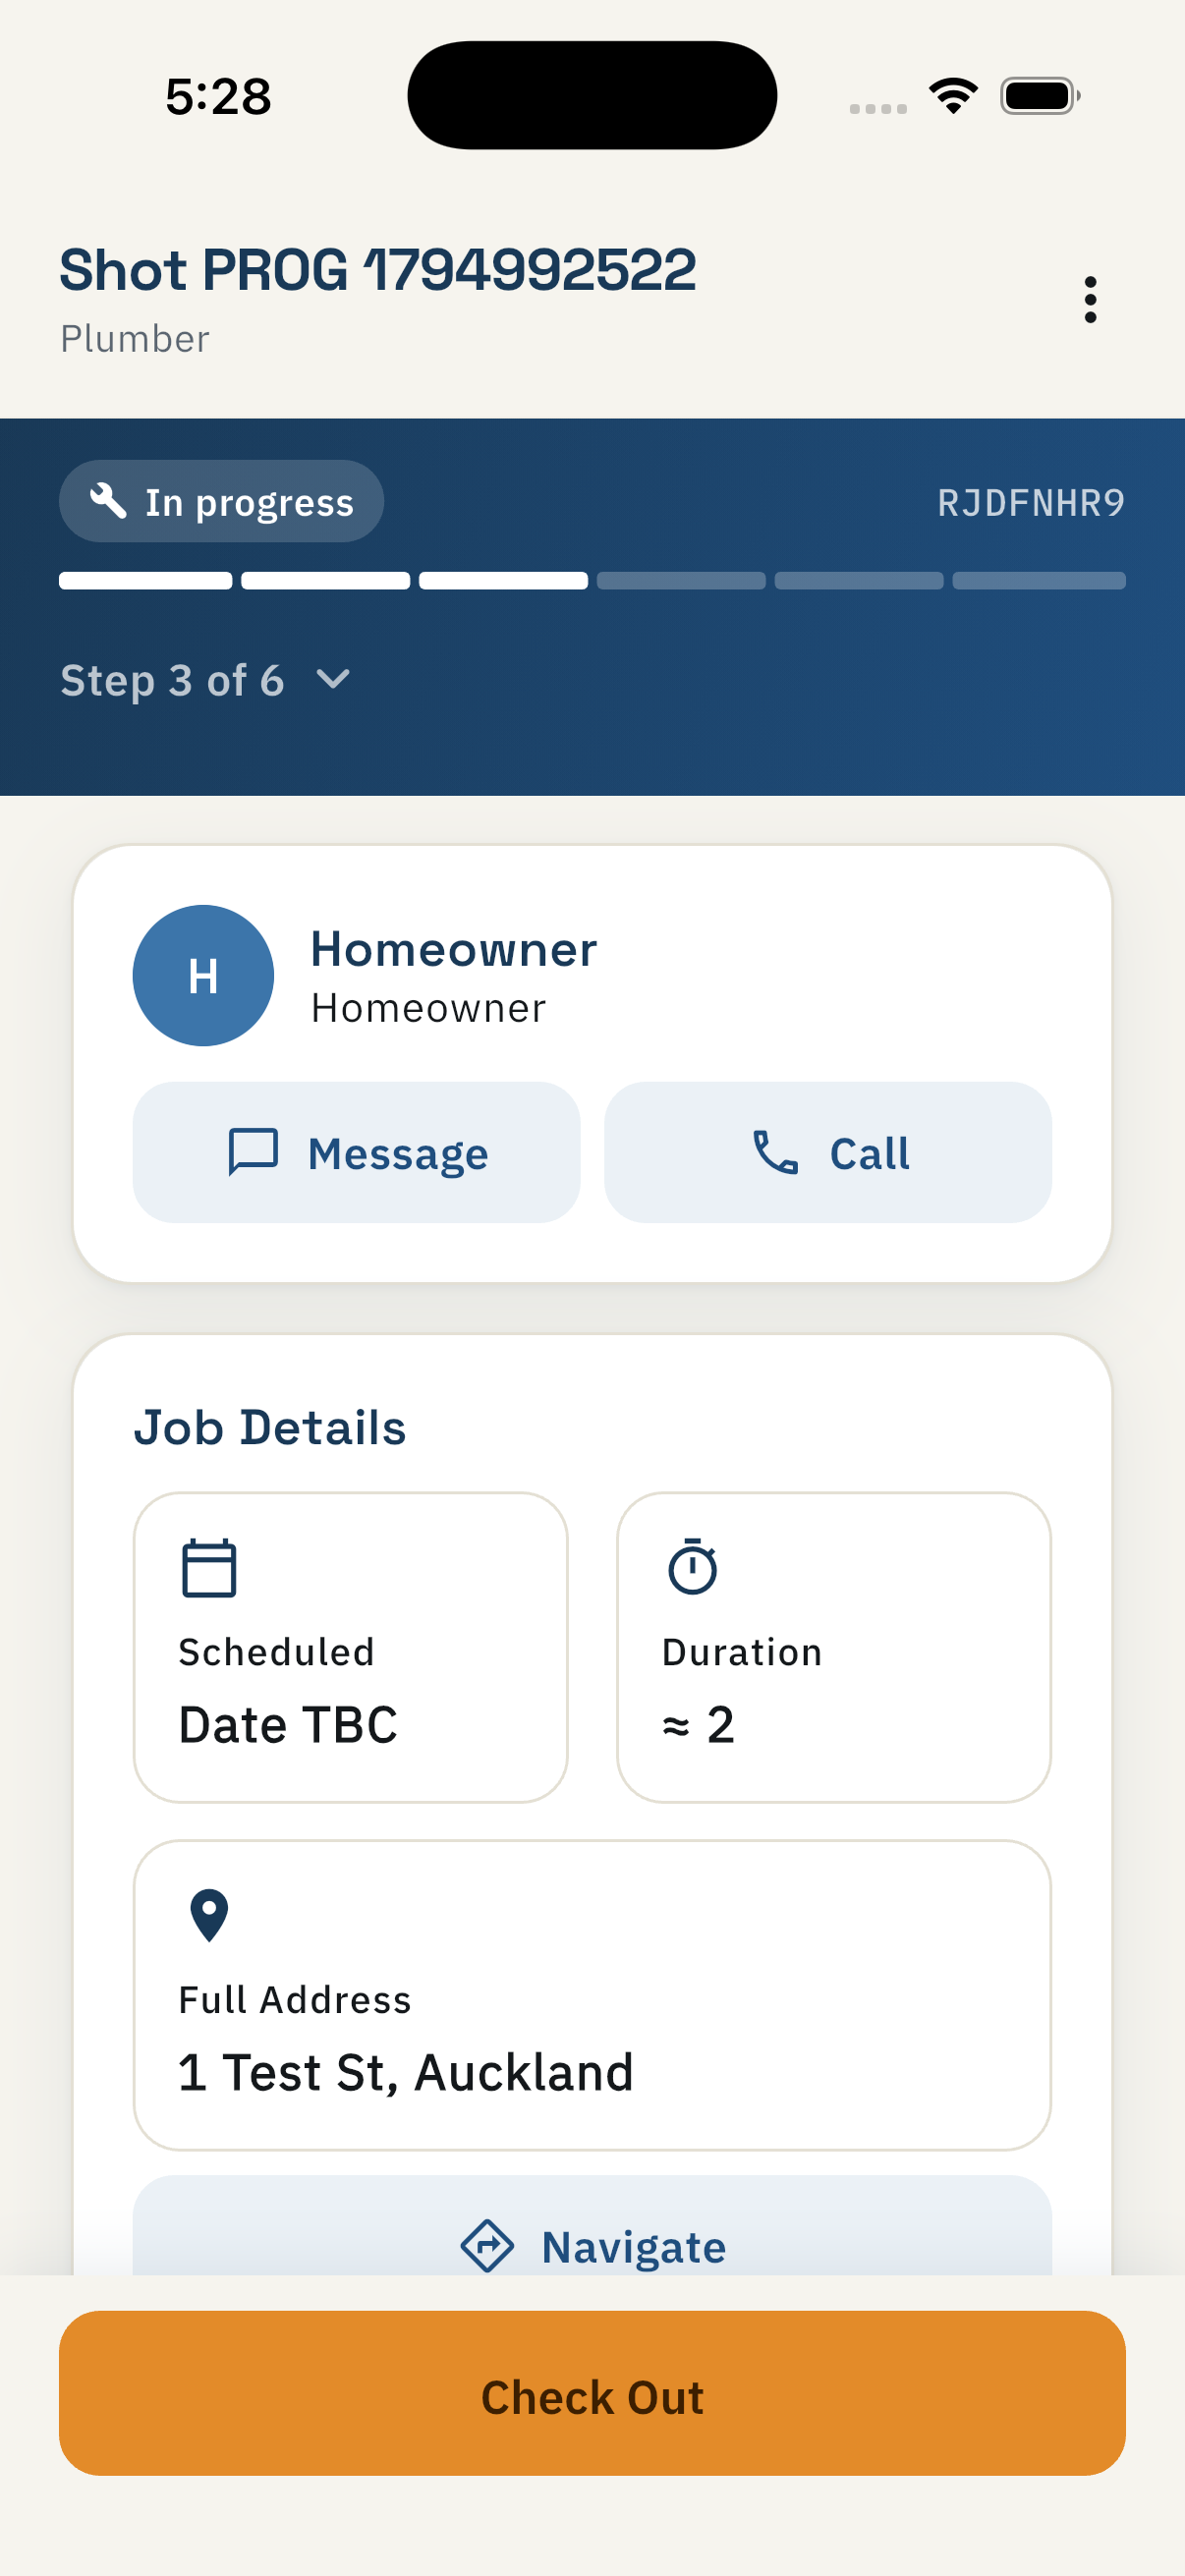 5:28
Shot PROG 1794992522
Plumber
In progress
RJDFNHR9
Step 3 of 6
H
Homeowner
Homeowner
Message
Call
Job Details
Scheduled
Date TBC
Duration
≈ 2
Full Address
1 Test St, Auckland
Navigate
Check Out